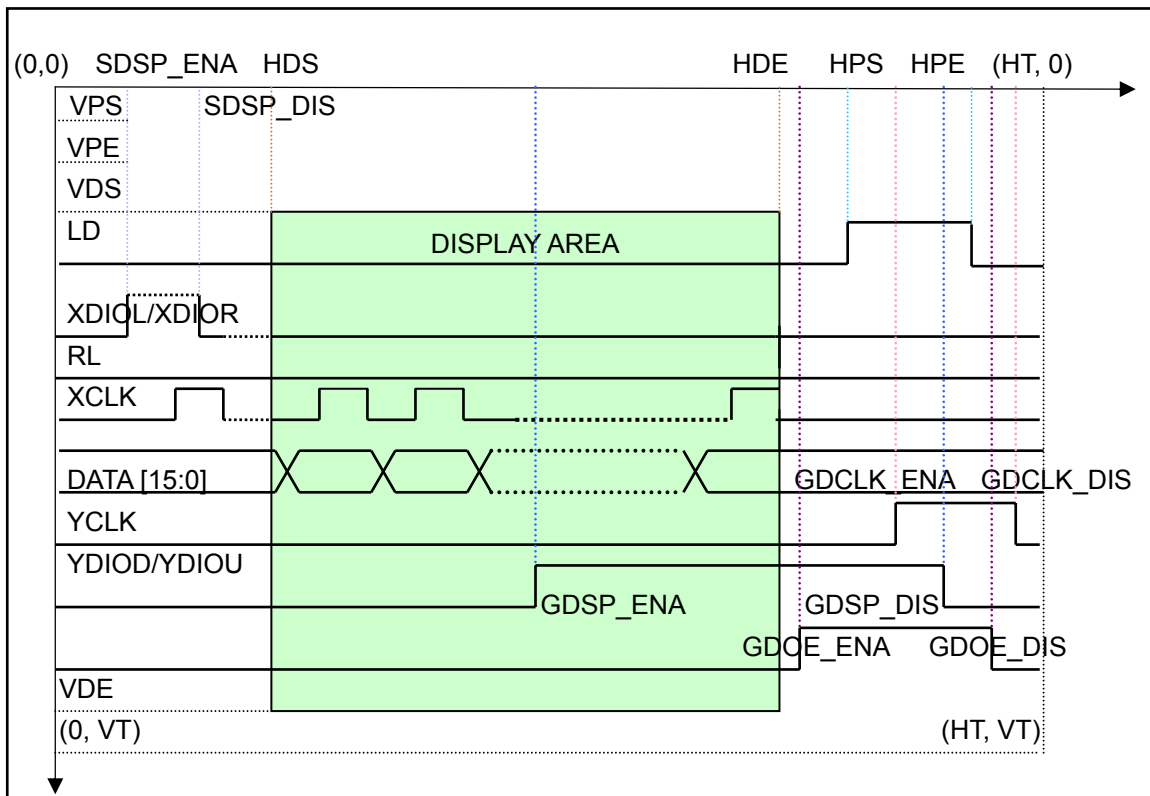 (0,0) SDSP_ENA HDS HDE HPS HPE (HT, 0)
VPS SDSP_DIS
VPE
VDS
LD DISPLAY AREA
XDIOL/XDIOR
RL
XCLK
DATA [15:0] GDCLK_ENA GDCLK_DIS
YCLK
YDIOD/YDIOU
GDSP_ENA GDSP_DIS
GDOE_ENA GDOE_DIS
VDE
(0, VT) (HT, VT)